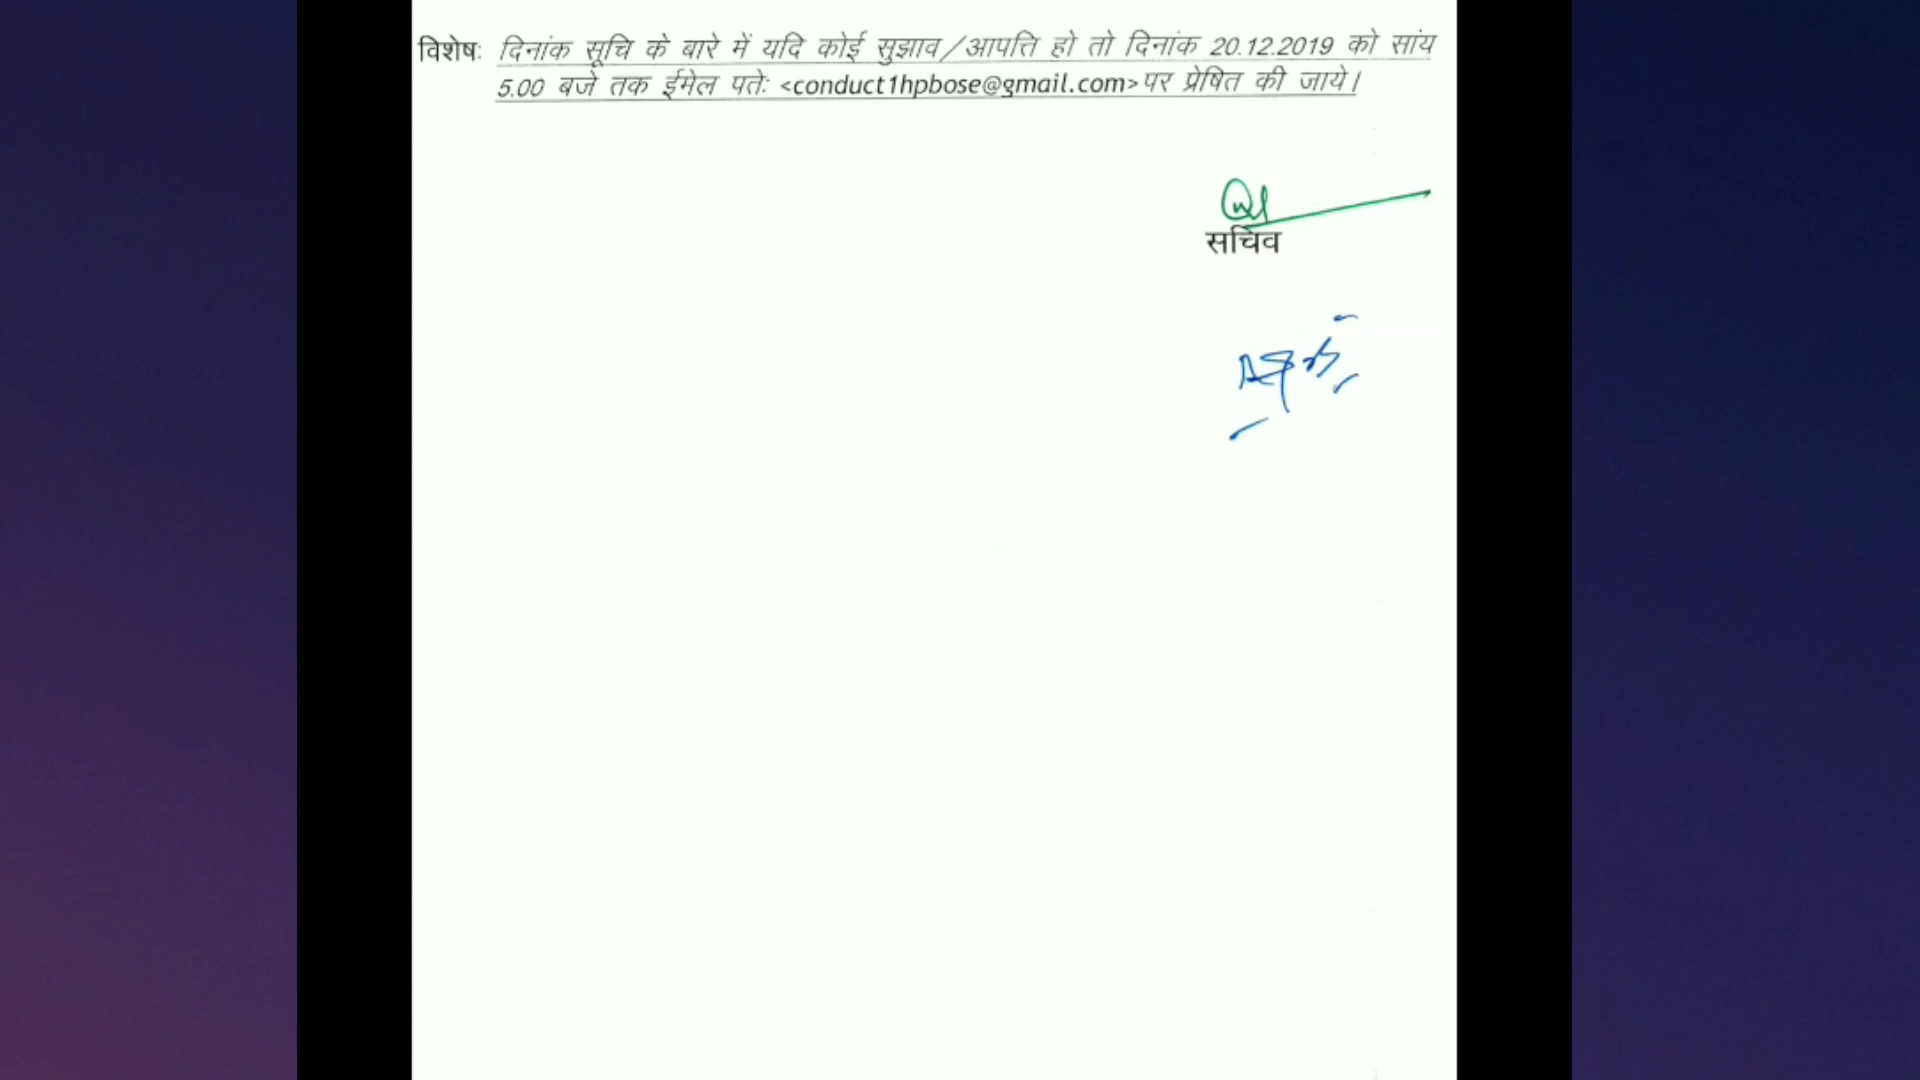 विशेषः दिनांक सूचि के बारे में यदि कोई सुझाव/आपत्ति हो तो दिनांक 20.12.2019 को सांय
5.00 बजे तक ईमेल पतेः <conduct1hpbose@gmail.com> पर प्रेषित की जाये।
सचिव